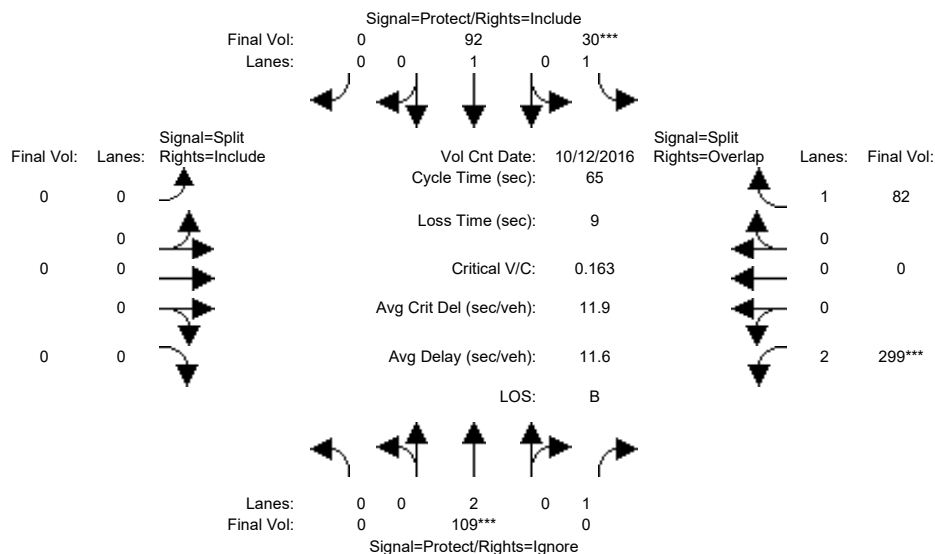 Signal=Protect/Rights=Include
Final Vol: 0 92 30***
Lanes: 0 0 1 0 1
Signal=Split
Final Vol: Lanes: Rights=Include
Vol Cnt Date: 10/12/2016
Signal=Split
Rights=Overlap Lanes: Final Vol:
Cycle Time (sec): 65
0 0
1 82
Loss Time (sec): 9
0
0
0 0
Critical V/C: 0.163
0 0
0
Avg Crit Del (sec/veh): 11.9
0
0 0
Avg Delay (sec/veh): 11.6
2 299***
LOS: B
Lanes: 0 0 2 0 1
Final Vol: 0 109*** 0
Signal=Protect/Rights=Ignore